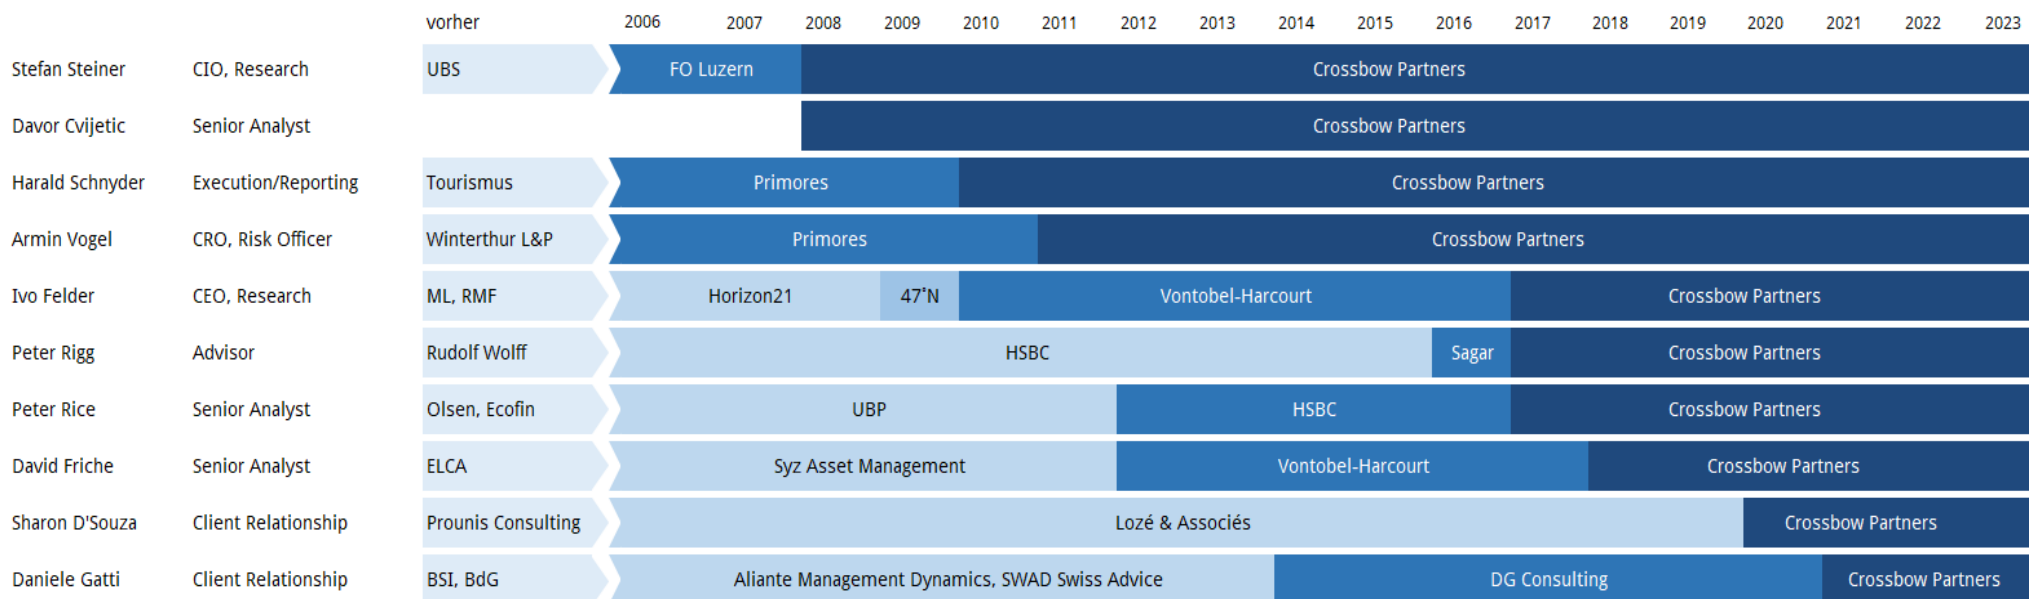 vorher 2006 2007 2008 2009 2010 2011 2012 2013 2014 2015 2016 2017 2018 2019 2020 2021 2022 2023
Stefan Steiner CIO, Research UBS FO Luzern Crossbow Partners
Davor Cvijetic Senior Analyst Crossbow Partners
Harald Schnyder Execution/Reporting Tourismus Primores Crossbow Partners
Armin Vogel CRO, Risk Officer Winterthur L&P Primores Crossbow Partners
Ivo Felder CEO, Research ML, RMF Horizon21 47°N Vontobel-Harcourt Crossbow Partners
Peter Rigg Advisor Rudolf Wolff HSBC Sagar Crossbow Partners
Peter Rice Senior Analyst Olsen, Ecofin UBP HSBC Crossbow Partners
David Friche Senior Analyst ELCA Syz Asset Management Vontobel-Harcourt Crossbow Partners
Sharon D'Souza Client Relationship Prounis Consulting Lozé & Associés Crossbow Partners
Daniele Gatti Client Relationship BSI, BdG Aliante Management Dynamics, SWAD Swiss Advice DG Consulting Crossbow Partners